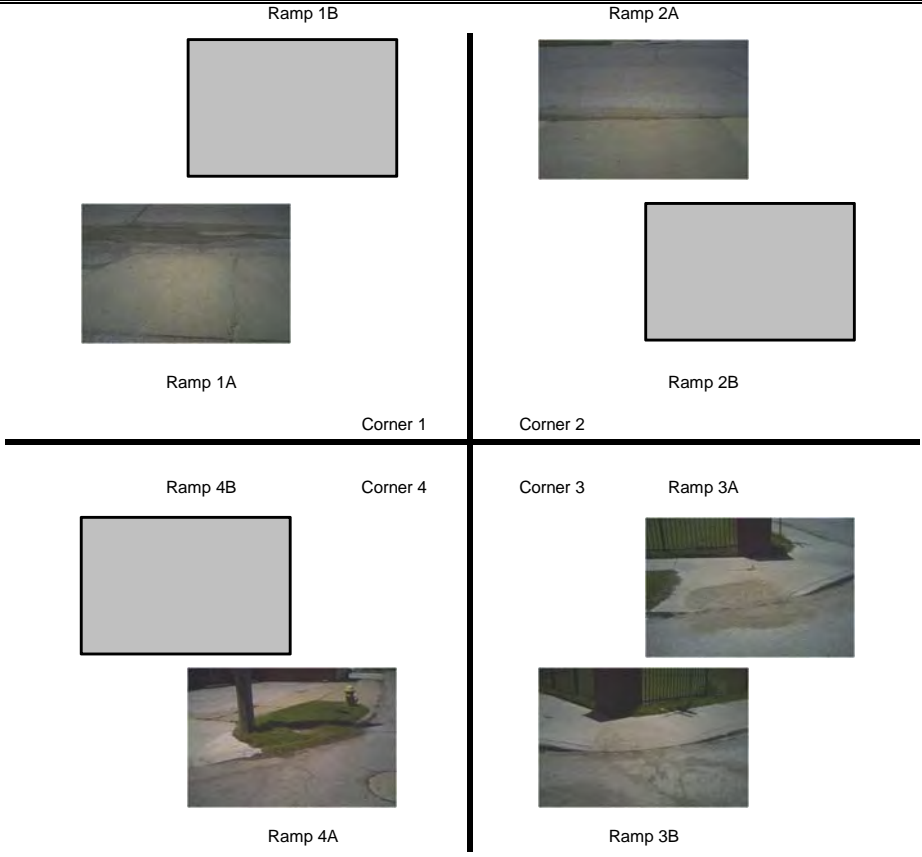 Ramp 1B
Ramp 2A
Ramp 1A
Ramp 2B
Corner 1
Corner 2
Ramp 4B
Corner 4
Corner 3
Ramp 3A
Ramp 4A
Ramp 3B